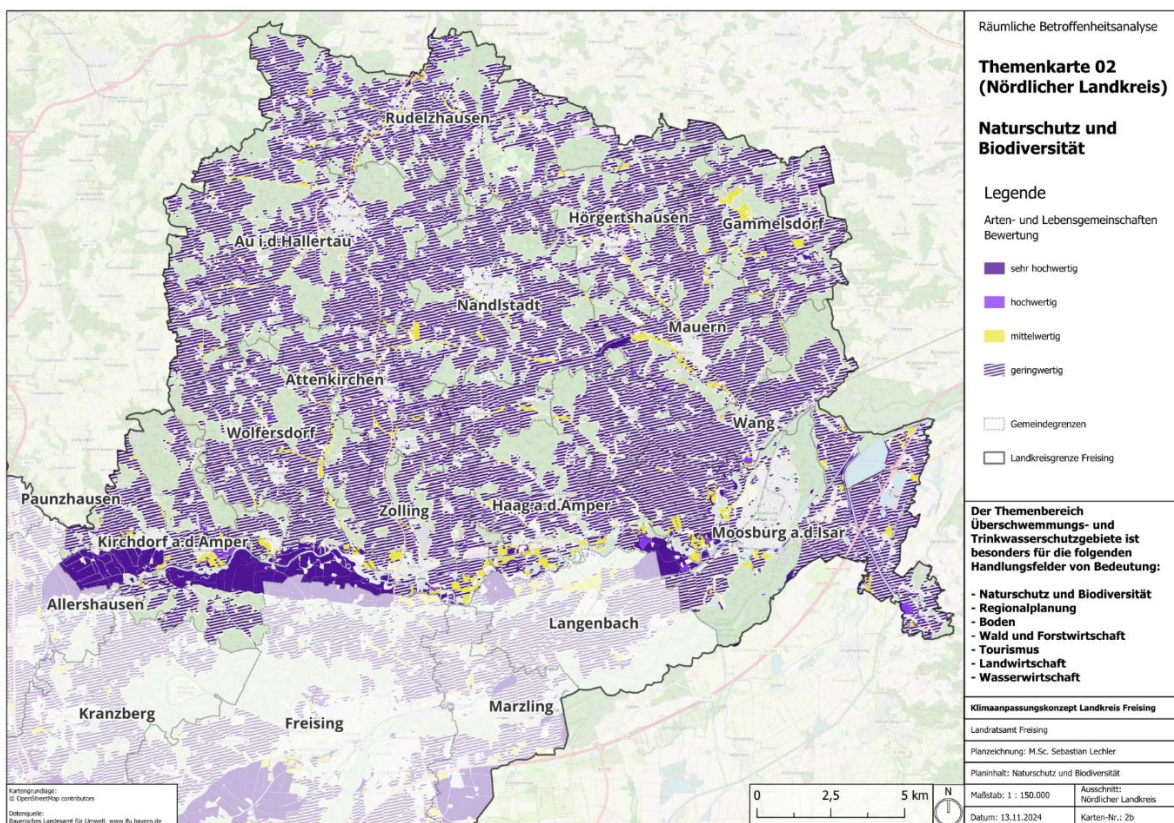 Rudelzhausen
Hörgertshausen
Gammelsdorf
Au i.d.Hallertau
Nandlstadt
Mauern
Attenkirchen
Wang
Wolfersdorf
Paunzhausen
Haag a.d.Amper
Zolling
Moosburg a.d.Isar
Kirchdorf a.d.Amper
Allershausen
Langenbach
Marzling
Kranzberg
Freising
Kartengrundlage:
© OpenStreetMap contributors
Datenquelle:
Bayerisches Landesamt für Umwelt, www.lfu.bayern.de
0 2,5 5 km
N
Räumliche Betroffenheitsanalyse
Themenkarte 02
(Nördlicher Landkreis)
Naturschutz und
Biodiversität
Legende
Arten- und Lebensgemeinschaften
Bewertung
sehr hochwertig
hochwertig
mittelwertig
geringwertig
Gemeindegrenzen
Landkreisgrenze Freising
Der Themenbereich
Überschwemmungs- und
Trinkwasserschutzgebiete ist
besonders für die folgenden
Handlungsfelder von Bedeutung:
- Naturschutz und Biodiversität
- Regionalplanung
- Boden
- Wald und Forstwirtschaft
- Tourismus
- Landwirtschaft
- Wasserwirtschaft
Klimaanpassungskonzept Landkreis Freising
Landratsamt Freising
Planzeichnung: M.Sc. Sebastian Lechler
Planinhalt: Naturschutz und Biodiversität
Maßstab: 1 : 150.000
Ausschnitt:
Nördlicher Landkreis
Datum: 13.11.2024
Karten-Nr.: 2b